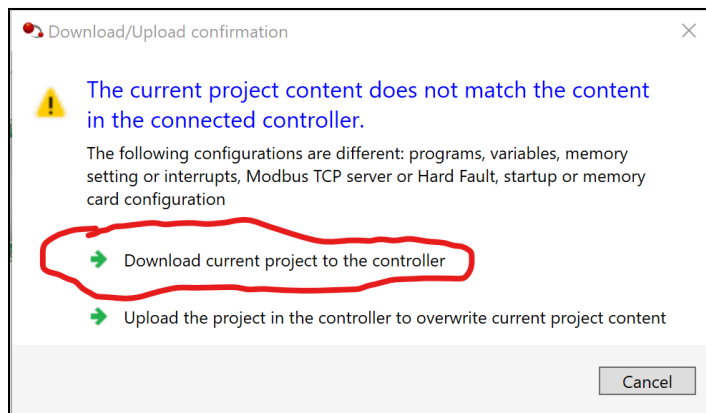 Download/Upload confirmation
The current project content does not match the content
in the connected controller.
The following configurations are different: programs, variables, memory
setting or interrupts, Modbus TCP server or Hard Fault, startup or memory
card configuration
Download current project to the controller
Upload the project in the controller to overwrite current project content
Cancel